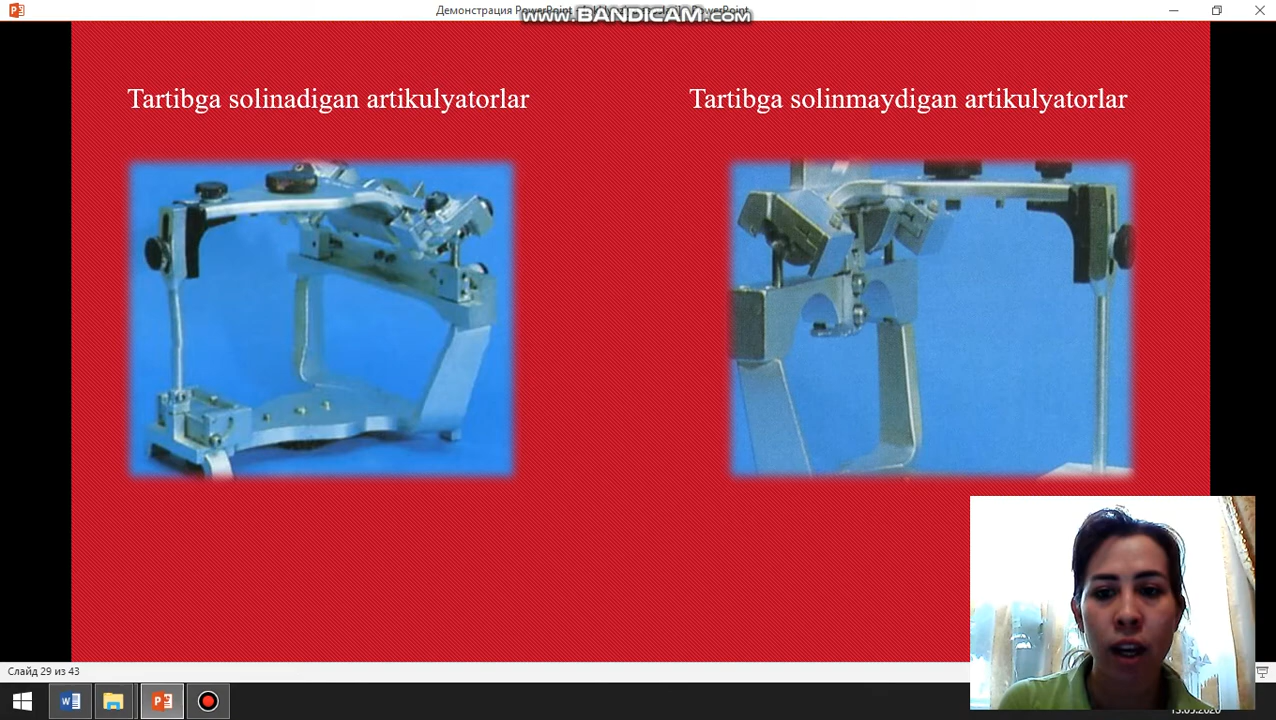 Демонстрация PowerPoint
www.BANDICAM.com
Tartibga solinadigan artikulyatorlar
Tartibga solinmaydigan artikulyatorlar
Слайд 29 из 43